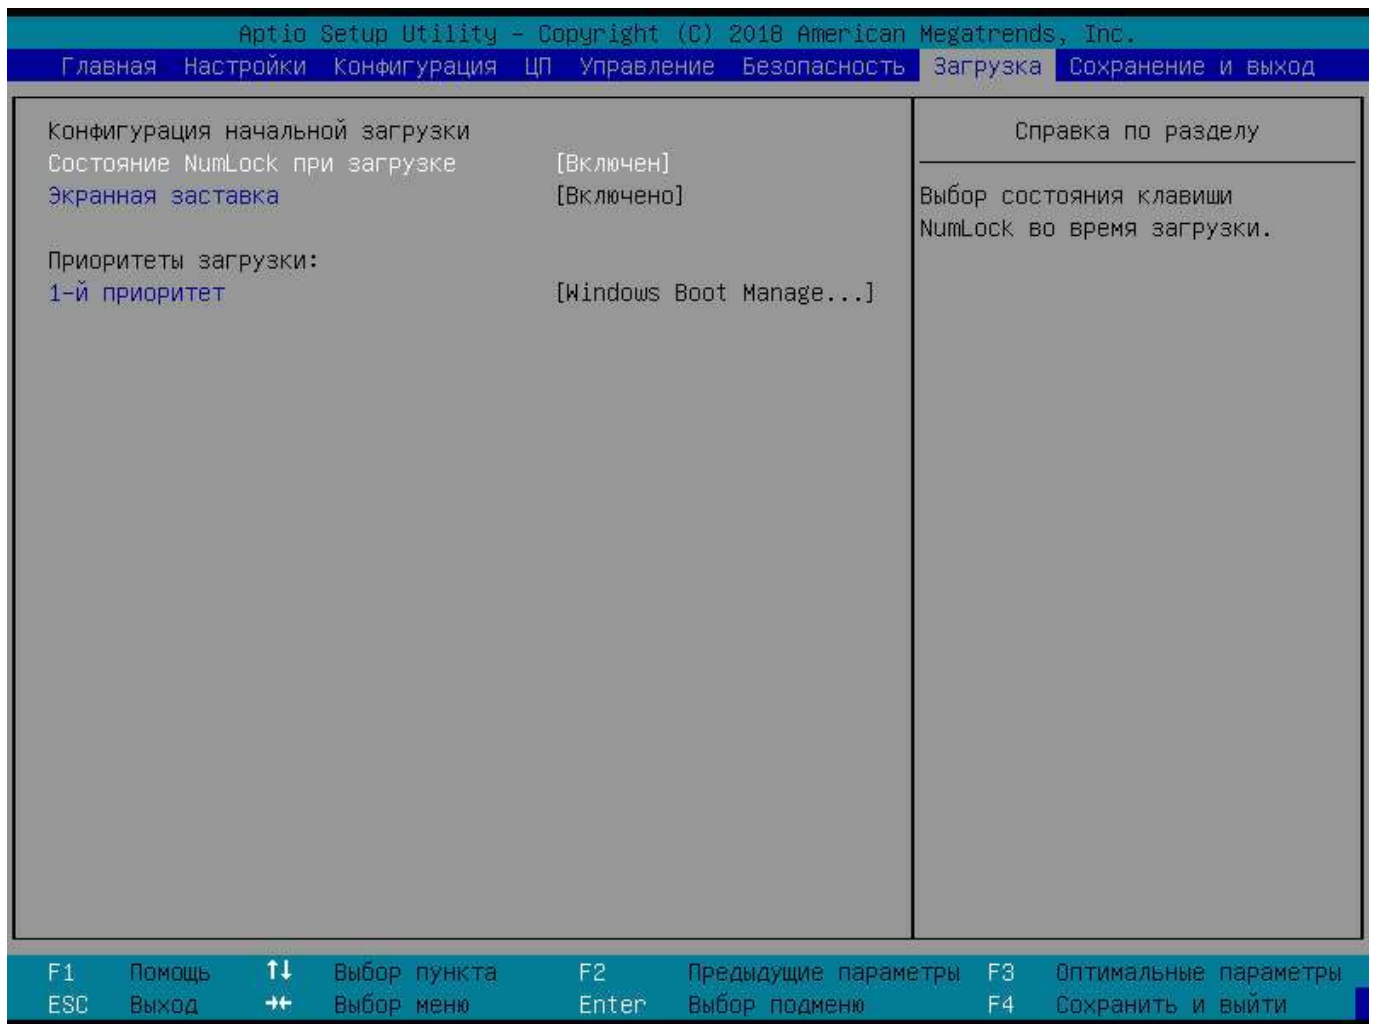 Aptio Setup Utility – Copyright (C) 2018 American Megatrends, Inc.
Главная Настройки Конфигурация ЦП Управление Безопасность Загрузка Сохранение и выход
Конфигурация начальной загрузки
Состояние NumLock при загрузке [Включен]
Экранная заставка [Включено]
Приоритеты загрузки:
1-й приоритет [Windows Boot Manage...]
Справка по разделу
Выбор состояния клавиши
NumLock во время загрузки.
F1 Помощь ↑↓ Выбор пункта F2 Предыдущие параметры F3 Оптимальные параметры
ESC Выход →← Выбор меню Enter Выбор подменю F4 Сохранить и выйти